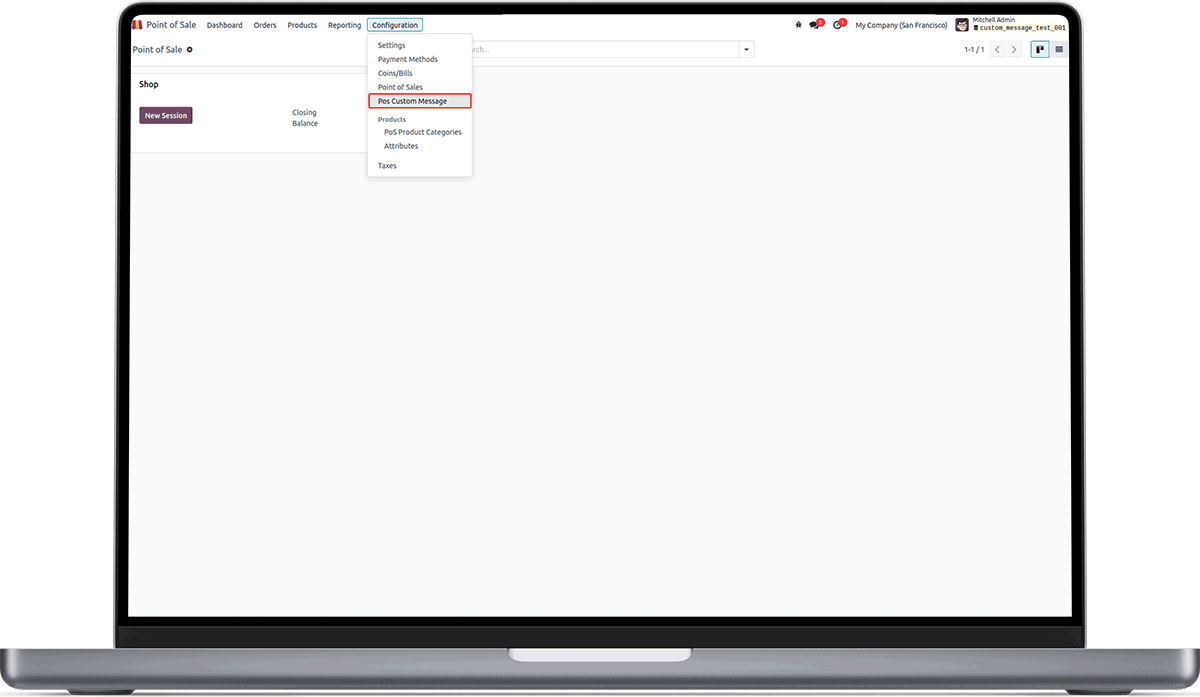 Point of Sale Dashboard Orders Products Reporting Configuration 5 1 My Company (San Francisco) Mitchell Admin
custom_message_test_001
Point of Sale 1-1 / 1
Settings
Payment Methods
Coins/Bills
Point of Sales
Pos Custom Message
Products
PoS Product Categories
Attributes
Taxes
Shop
New Session
Closing
Balance